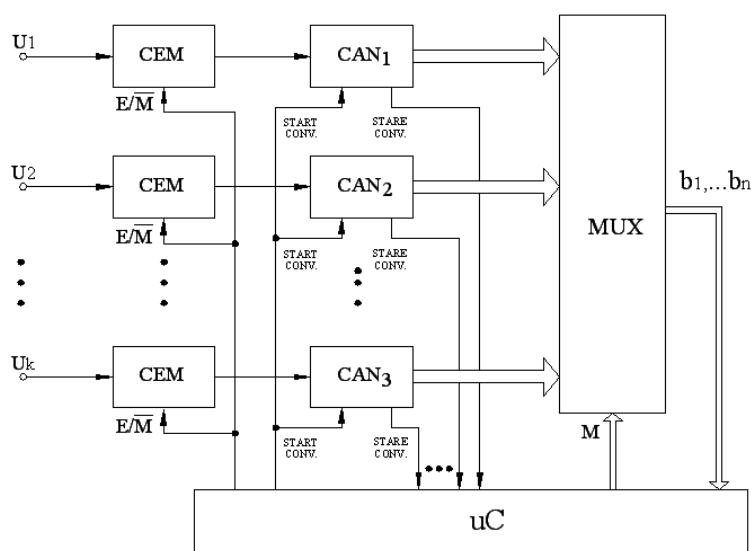 U1
CEM
CAN1
E/M̅
START CONV.
STARE CONV.
U2
CEM
CAN2
b1,...bn
MUX
E/M̅
START CONV.
STARE CONV.
Uk
CEM
CAN3
E/M̅
START CONV.
STARE CONV.
M
uC